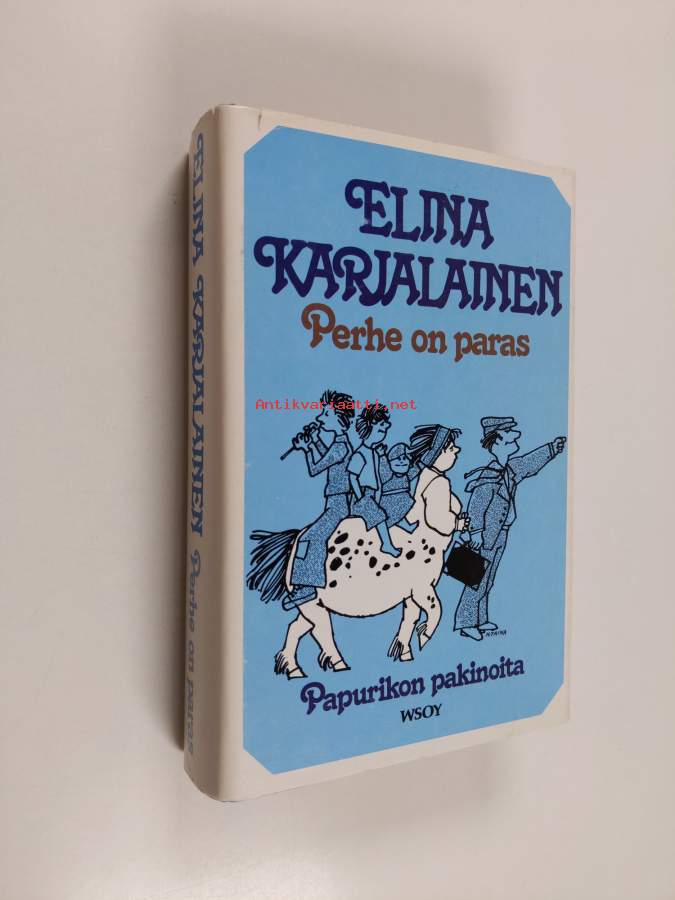 ELINA KARJALAINEN Perhe on paras
ELINA
KARJALAINEN
Perhe on paras
Antikvariaatti.net
Papurikon pakinoita
WSOY